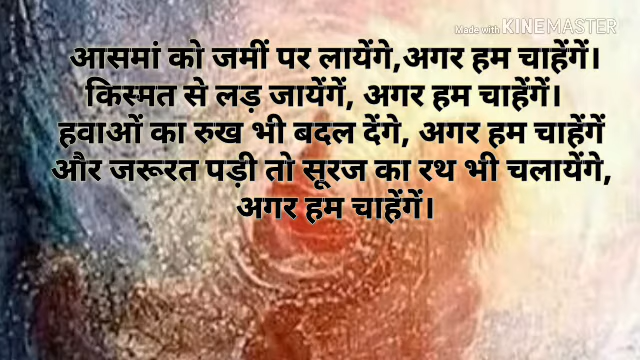 Made with KINEMASTER
आसमां को जमीं पर लायेंगे,अगर हम चाहेंगें।
किस्मत से लड़ जायेंगें, अगर हम चाहेंगें।
हवाओं का रुख भी बदल देंगे, अगर हम चाहेंगें
और जरूरत पड़ी तो सूरज का रथ भी चलायेंगे,
अगर हम चाहेंगें।